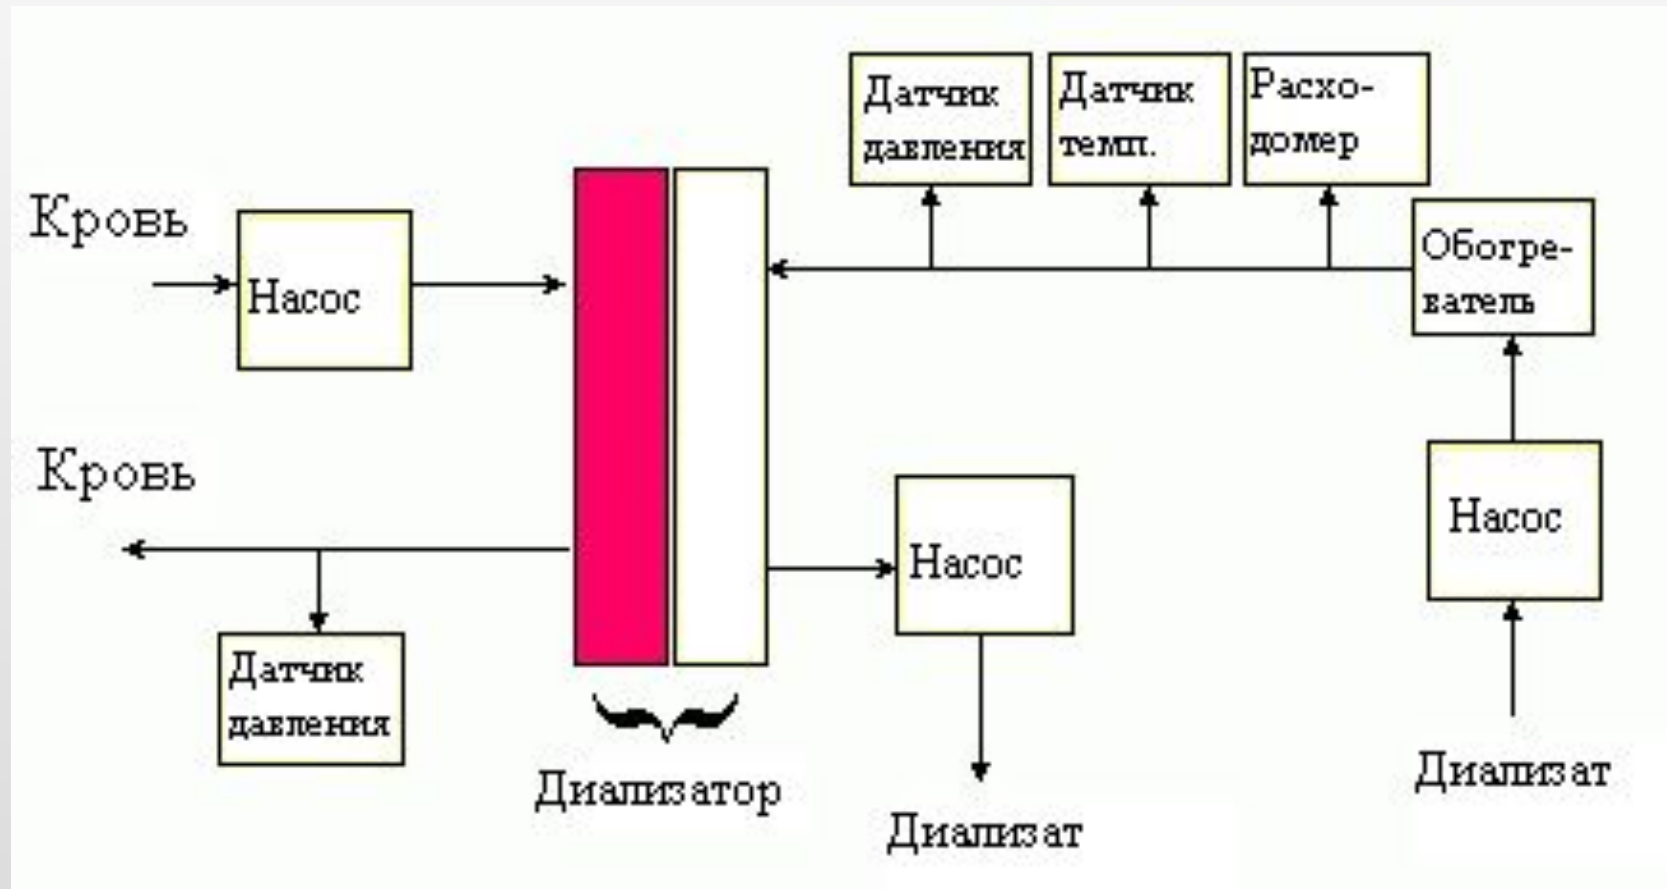 Датчик
давления
Датчик
темп.
Расхо-
домер
Кровь
Насос
Обогре-
ватель
Кровь
Насос
Насос
Датчик
давления
Диализатор
Диализат
Диализат